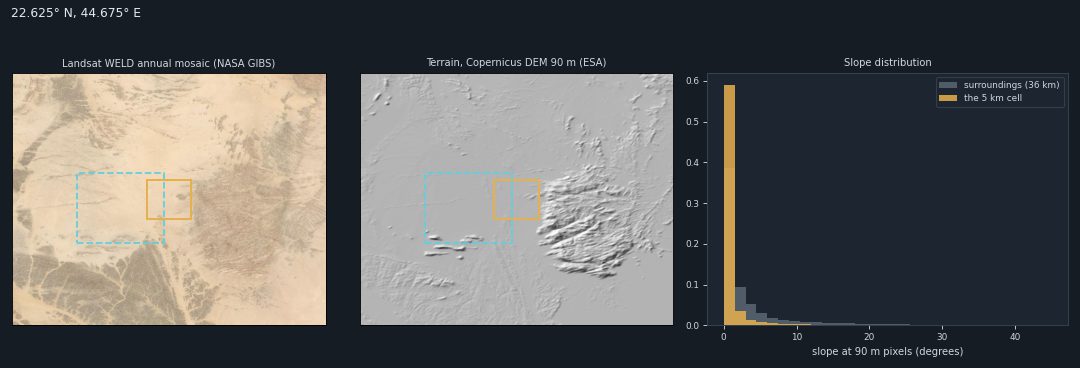 22.625° N, 44.675° E
Landsat WELD annual mosaic (NASA GIBS)
Terrain, Copernicus DEM 90 m (ESA)
Slope distribution
surroundings (36 km)
the 5 km cell
0.6
0.5
0.4
0.3
0.2
0.1
0.0
0 10 20 30 40
slope at 90 m pixels (degrees)